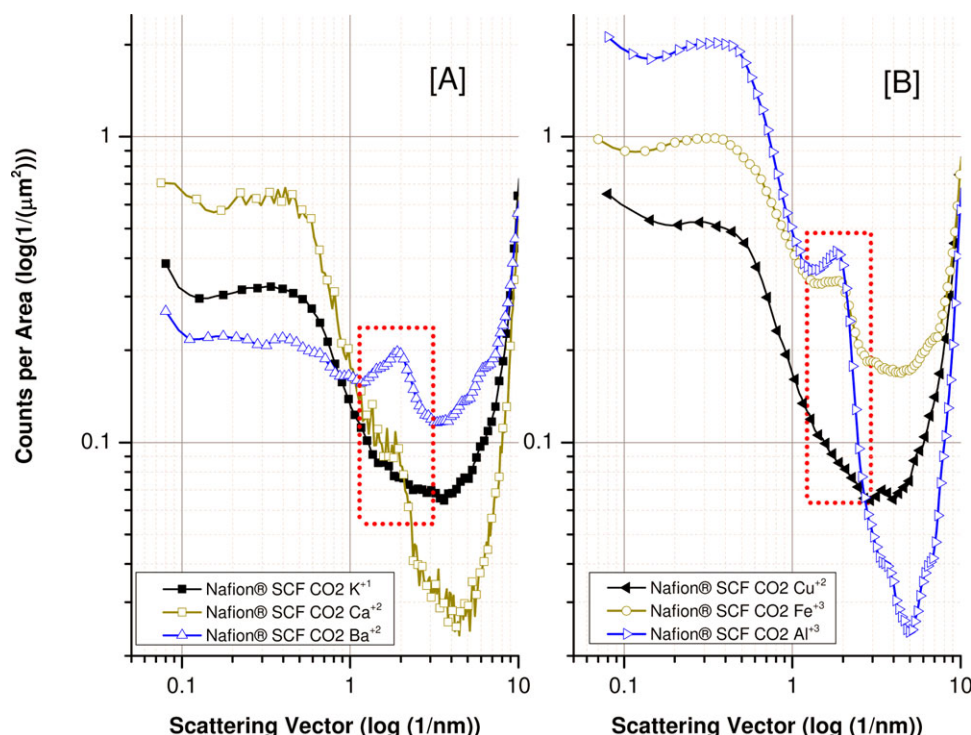 Counts per Area (log(1/(μm²)))
1
0.1
[A]
Nafion® SCF CO2 K⁺¹
Nafion® SCF CO2 Ca⁺²
Nafion® SCF CO2 Ba⁺²
0.1 1 10
Scattering Vector (log (1/nm))
1
0.1
[B]
Nafion® SCF CO2 Cu⁺²
Nafion® SCF CO2 Fe⁺³
Nafion® SCF CO2 Al⁺³
0.1 1 10
Scattering Vector (log (1/nm))